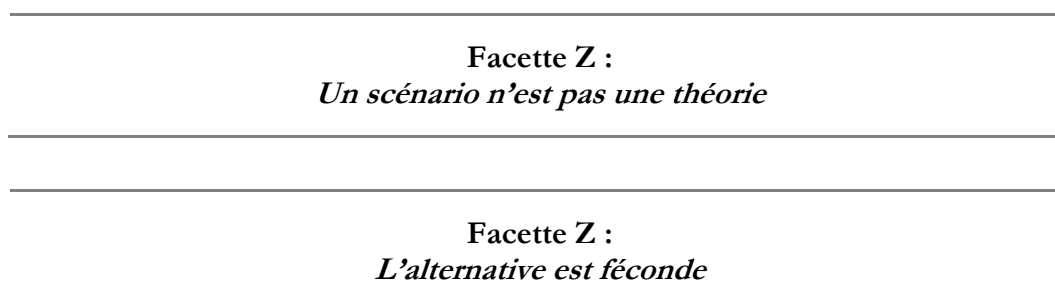 Facette Z :
Un scénario n’est pas une théorie
Facette Z :
L’alternative est féconde